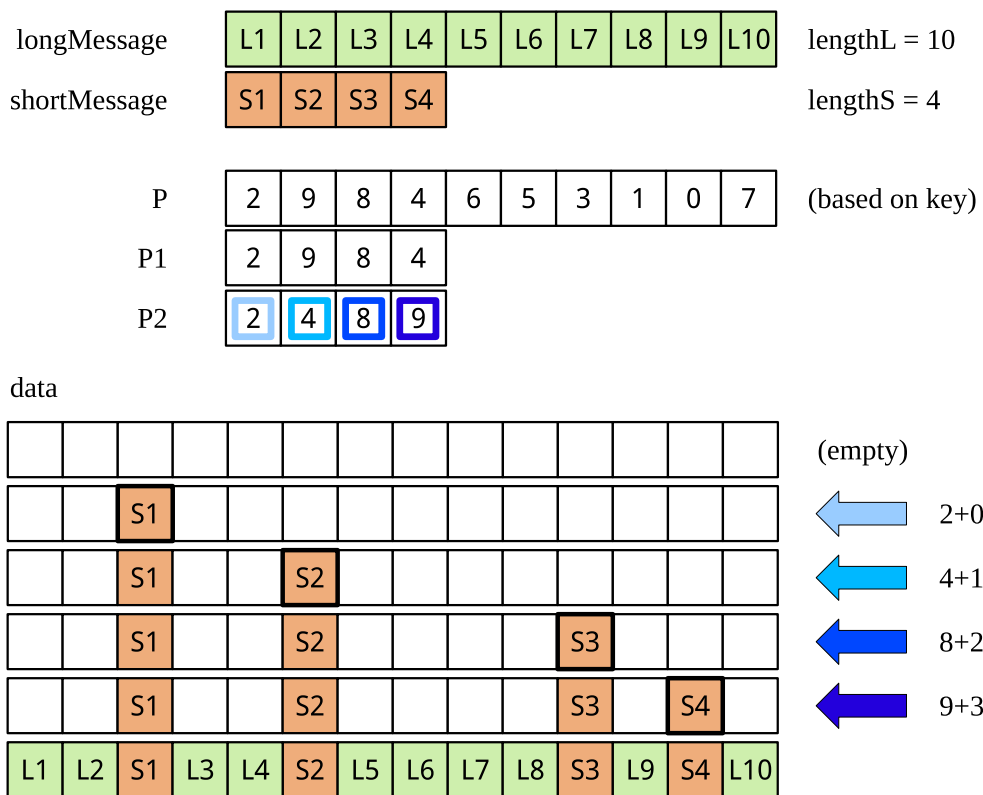 longMessage L1 L2 L3 L4 L5 L6 L7 L8 L9 L10 lengthL = 10
shortMessage S1 S2 S3 S4 lengthS = 4
P 2 9 8 4 6 5 3 1 0 7 (based on key)
P1 2 9 8 4
P2 2 4 8 9
data
(empty)
S1 2+0
S1 S2 4+1
S1 S2 S3 8+2
S1 S2 S3 S4 9+3
L1 L2 S1 L3 L4 S2 L5 L6 L7 L8 S3 L9 S4 L10